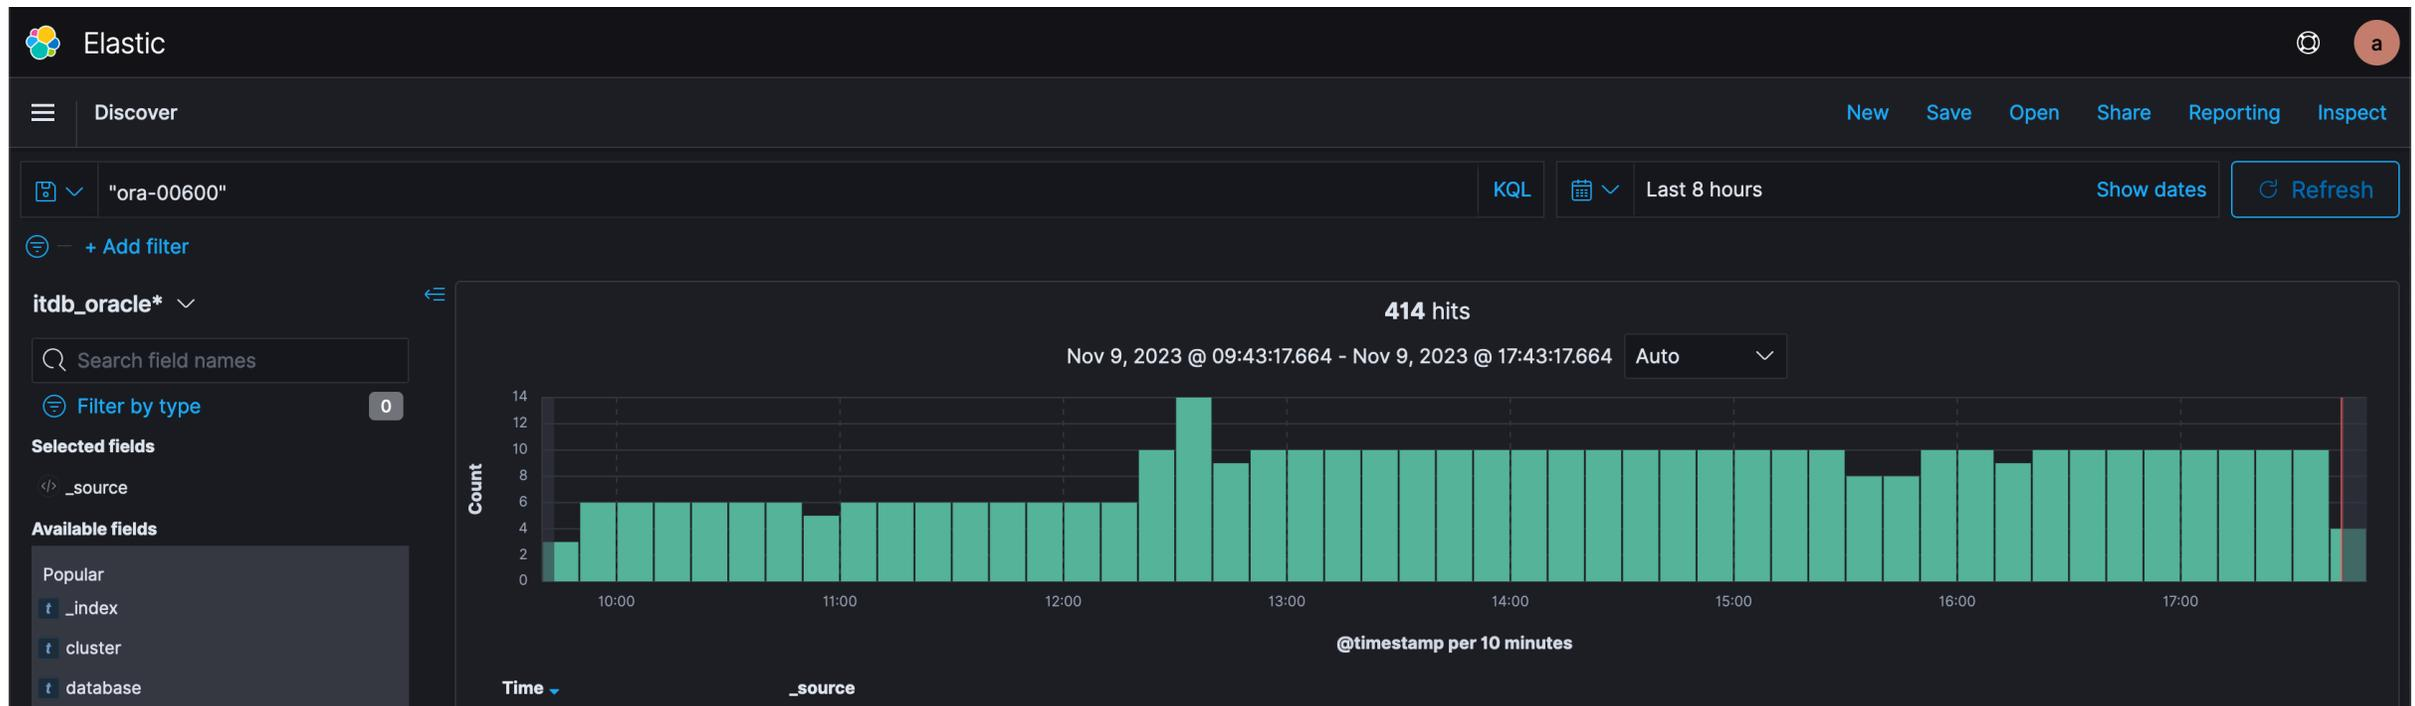 Elastic
a
Discover
New Save Open Share Reporting Inspect
"ora-00600"
KQL
Last 8 hours
Show dates
Refresh
+ Add filter
itdb_oracle*
Search field names
Filter by type 0
Selected fields
_source
Available fields
Popular
t _index
t cluster
t database
414 hits
Nov 9, 2023 @ 09:43:17.664 - Nov 9, 2023 @ 17:43:17.664
Auto
Count
14
12
10
8
6
4
2
0
10:00 11:00 12:00 13:00 14:00 15:00 16:00 17:00
@timestamp per 10 minutes
Time _source